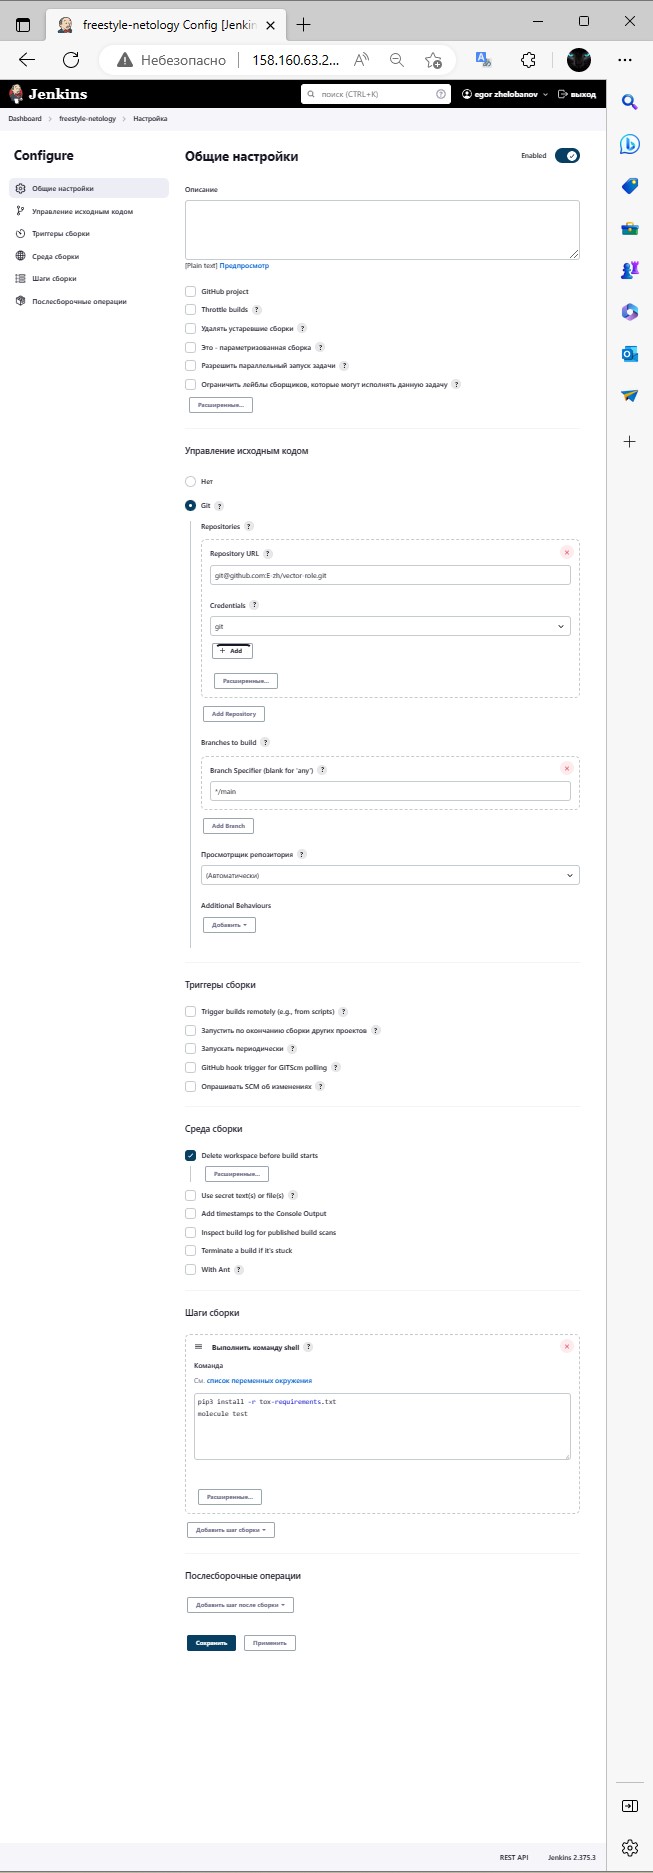 freestyle-netology Config [Jenkin
Небезопасно
158.160.63.2...
Jenkins
поиск (CTRL+K)
egor zhelobanov
выход
Dashboard
freestyle-netology
Настройка
Configure
Общие настройки
Управление исходным кодом
Триггеры сборки
Среда сборки
Шаги сборки
Послесборочные операции
Общие настройки
Enabled
Описание
[Plain text] Предпросмотр
GitHub project
Throttle builds ?
Удалять устаревшие сборки ?
Это - параметризованная сборка ?
Разрешить параллельный запуск задачи ?
Ограничить лейблы сборщиков, которые могут исполнять данную задачу ?
Расширенные...
Управление исходным кодом
Нет
Git ?
Repositories ?
Repository URL ?
git@github.com:E-zh/vector-role.git
Credentials ?
git
+ Add
Расширенные...
Add Repository
Branches to build ?
Branch Specifier (blank for 'any') ?
*/main
Add Branch
Просмотрщик репозитория ?
(Автоматически)
Additional Behaviours
Добавить
Триггеры сборки
Trigger builds remotely (e.g., from scripts) ?
Запустить по окончанию сборки других проектов ?
Запускать периодически ?
GitHub hook trigger for GITScm polling ?
Опрашивать SCM об изменениях ?
Среда сборки
Delete workspace before build starts
Расширенные...
Use secret text(s) or file(s) ?
Add timestamps to the Console Output
Inspect build log for published build scans
Terminate a build if it's stuck
With Ant ?
Шаги сборки
Выполнить команду shell ?
Команда
См. список переменных окружения
pip3 install -r tox-requirements.txt
molecule test
Расширенные...
Добавить шаг сборки
Послесборочные операции
Добавить шаг после сборки
Сохранить
Применить
REST API
Jenkins 2.375.3